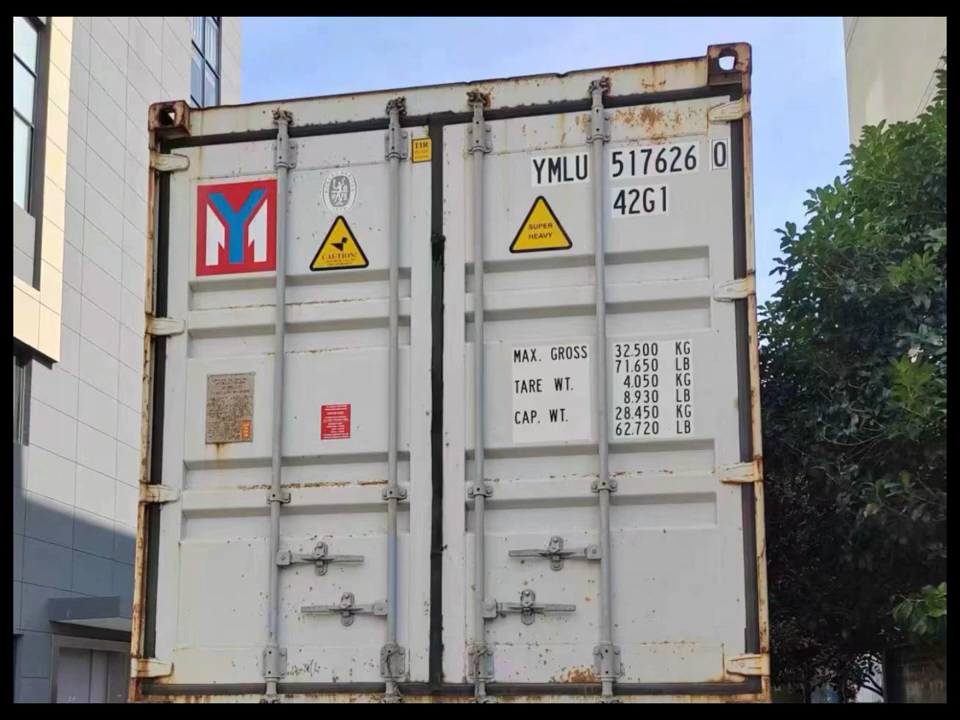 TIR
YMLU 517626 0
42G1
YM
CAUTION!
SUPER
HEAVY
MAX. GROSS 32.500 KG
71.650 LB
TARE WT. 4.050 KG
8.930 LB
CAP. WT. 28.450 KG
62.720 LB